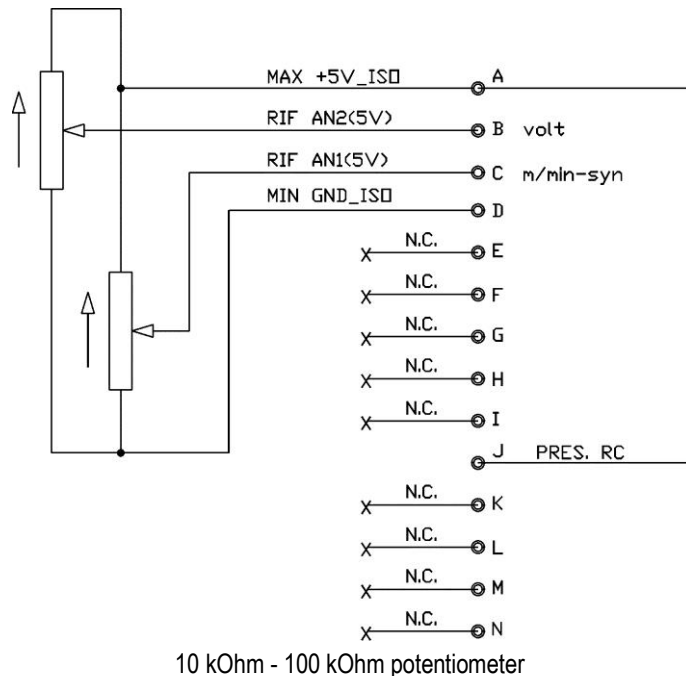 MAX +5V_ISO A
RIF AN2(5V) B volt
RIF AN1(5V) C m/min-syn
MIN GND_ISO D
X N.C. E
X N.C. F
X N.C. G
X N.C. H
X N.C. I
J PRES. RC
X N.C. K
X N.C. L
X N.C. M
X N.C. N
10 kOhm - 100 kOhm potentiometer